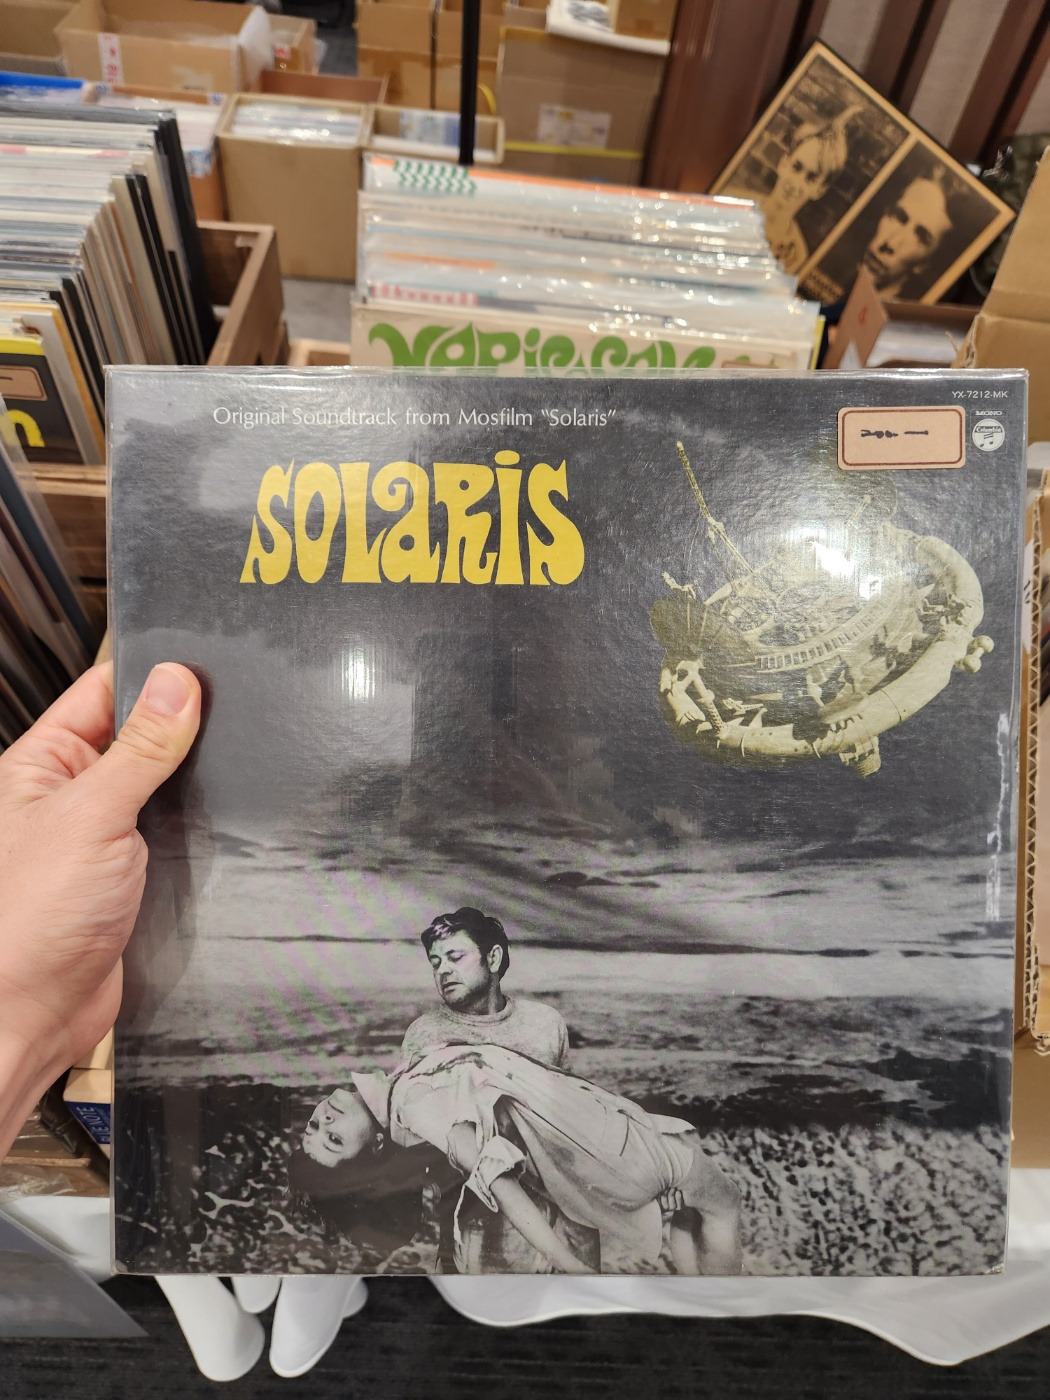 YX-7212-MK
Original Soundtrack from Mosfilm “Solaris”
MONO
Columbia
SOLARIS